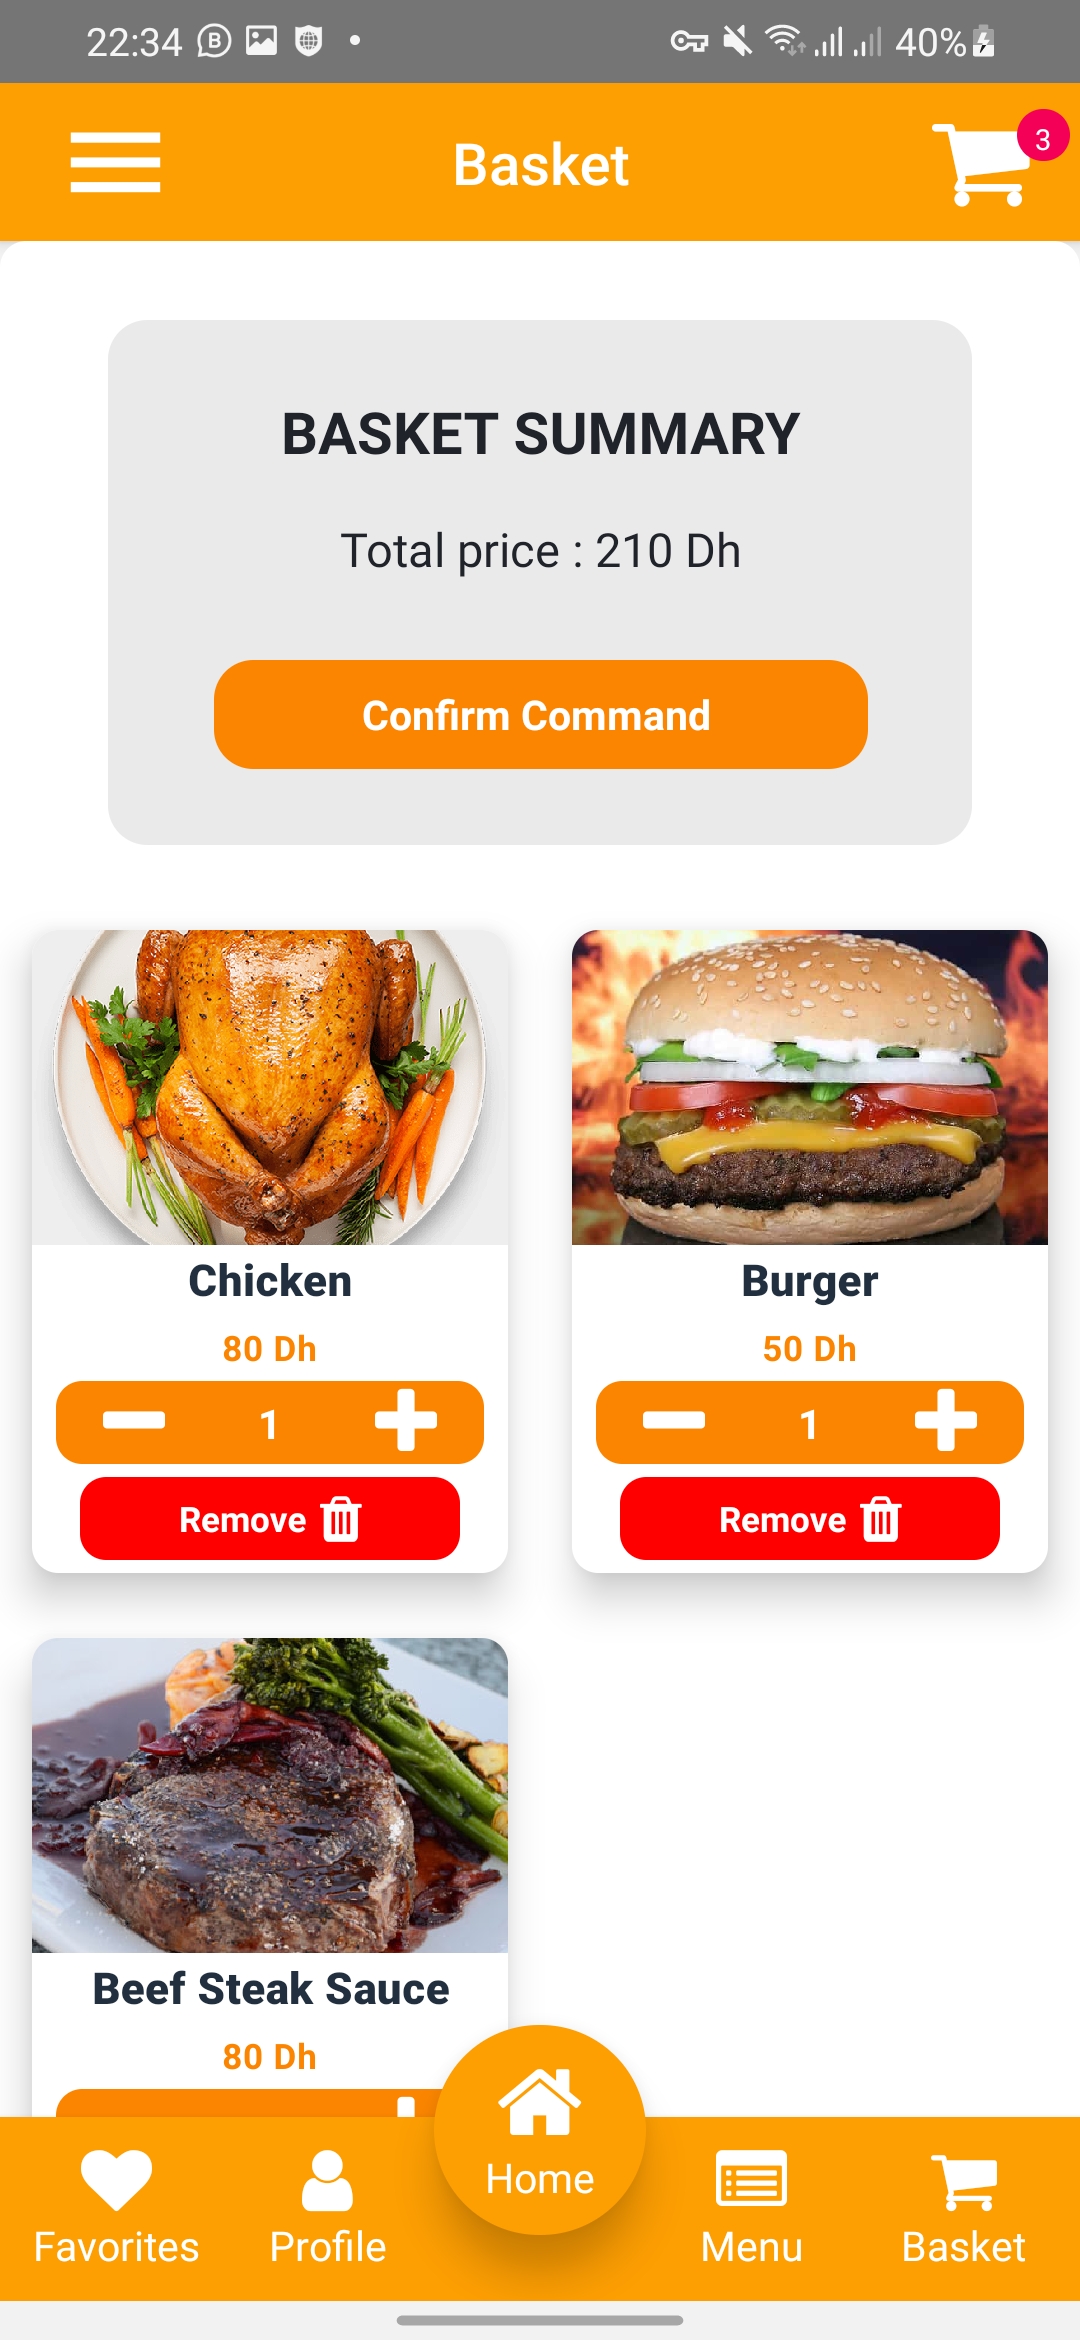 22:34
40%
Basket
3
BASKET SUMMARY
Total price : 210 Dh
Confirm Command
Chicken
80 Dh
1
Remove
Burger
50 Dh
1
Remove
Beef Steak Sauce
80 Dh
Favorites
Profile
Home
Menu
Basket